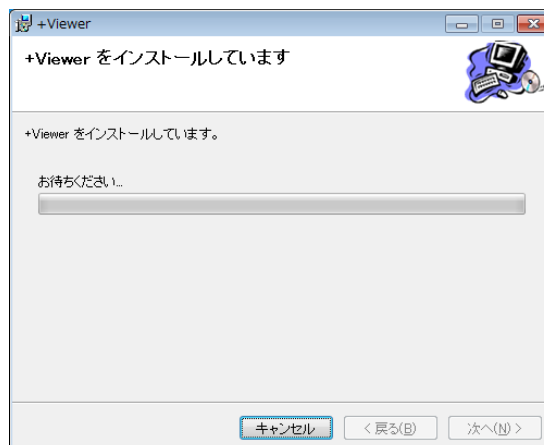 +Viewer
+Viewer をインストールしています
+Viewer をインストールしています。
お待ちください...
キャンセル
< 戻る(B)
次へ(N) >